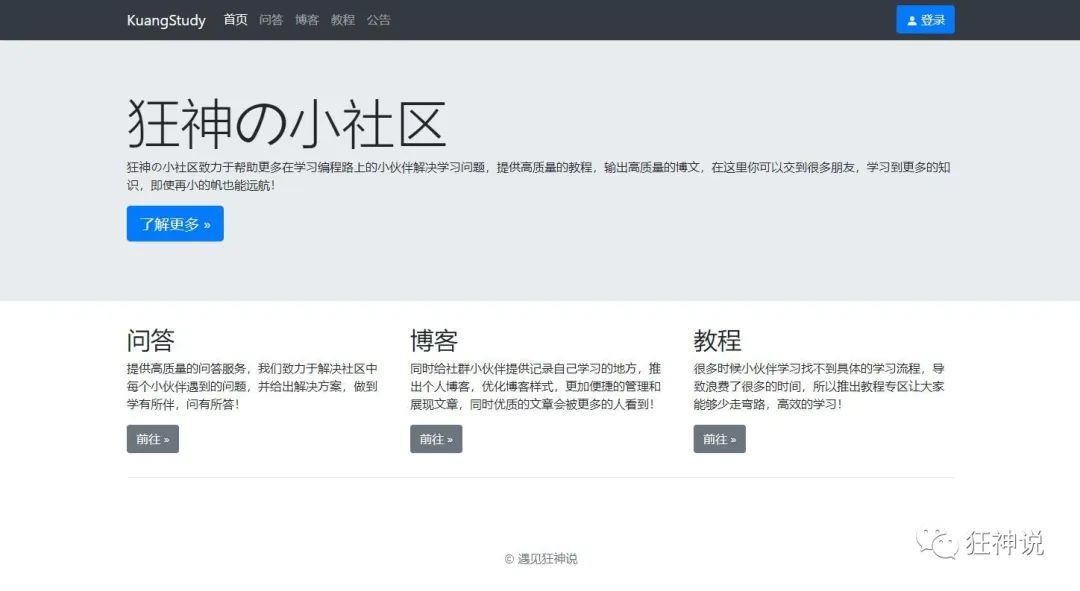 KuangStudy 首页 问答 博客 教程 公告 登录
狂神の小社区
狂神の小社区致力于帮助更多在学习编程路上的小伙伴解决学习问题，提供高质量的教程，输出高质量的博文，在这里你可以交到很多朋友，学习到更多的知
识，即使再小的帆也能远航！
了解更多 »
问答
提供高质量的问答服务，我们致力于解决社区中
每个小伙伴遇到的问题，并给出解决方案，做到
学有所伴，问有所答！
前往 »
博客
同时给社群小伙伴提供记录自己学习的地方，推
出个人博客，优化博客样式，更加便捷的管理和
展现文章，同时优质的文章会被更多的人看到！
前往 »
教程
很多时候小伙伴学习找不到具体的学习流程，导
致浪费了很多的时间，所以推出教程专区让大家
能够少走弯路，高效的学习！
前往 »
© 遇见狂神说
狂神说